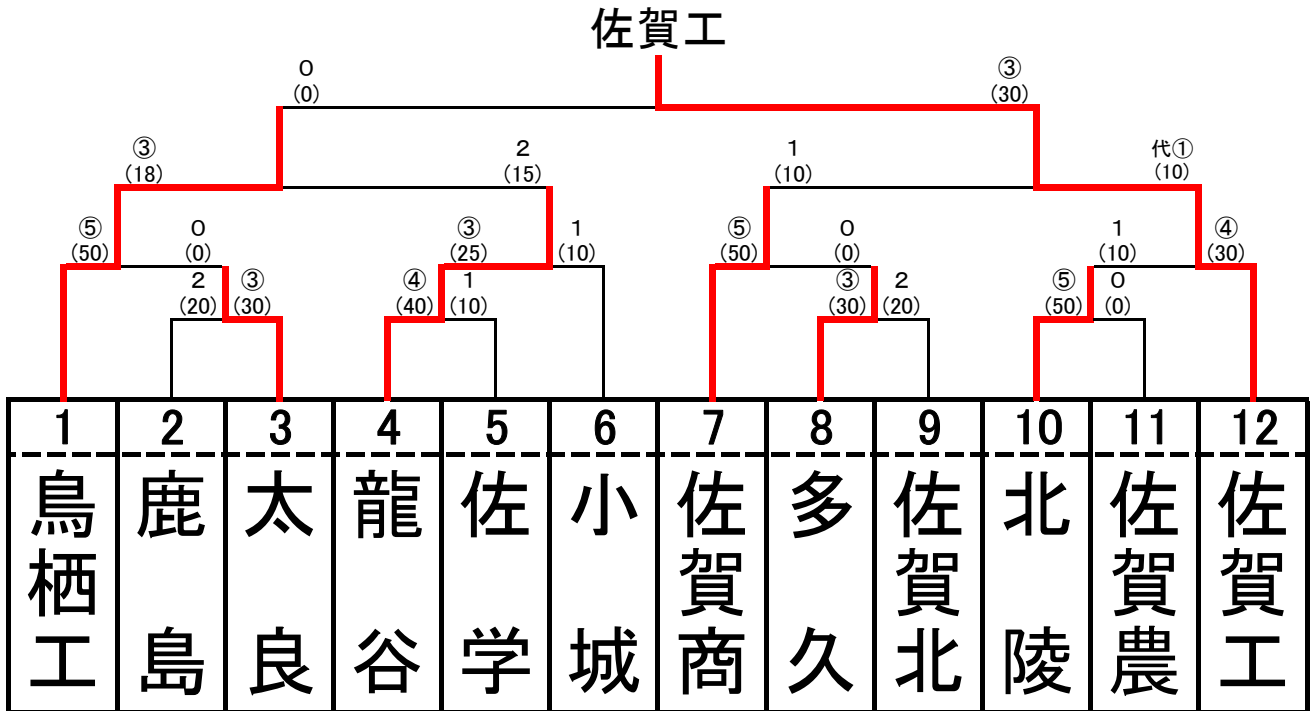 佐賀工
0 ③
(0) (30)
③ 2 1 代①
(18) (15) (10) (10)
⑤ 0 ③ 1 ⑤ 0 1 ④
(50) (0) (25) (10) (50) (0) (10) (30)
2 ③ ④ 1 ③ 2 ⑤ 0
(20) (30) (40) (10) (30) (20) (50) (0)
1 2 3 4 5 6 7 8 9 10 11 12
鳥栖工
鹿島
太良
龍谷
佐学
小城
佐賀商
多久
佐賀北
北陵
佐賀農
佐賀工